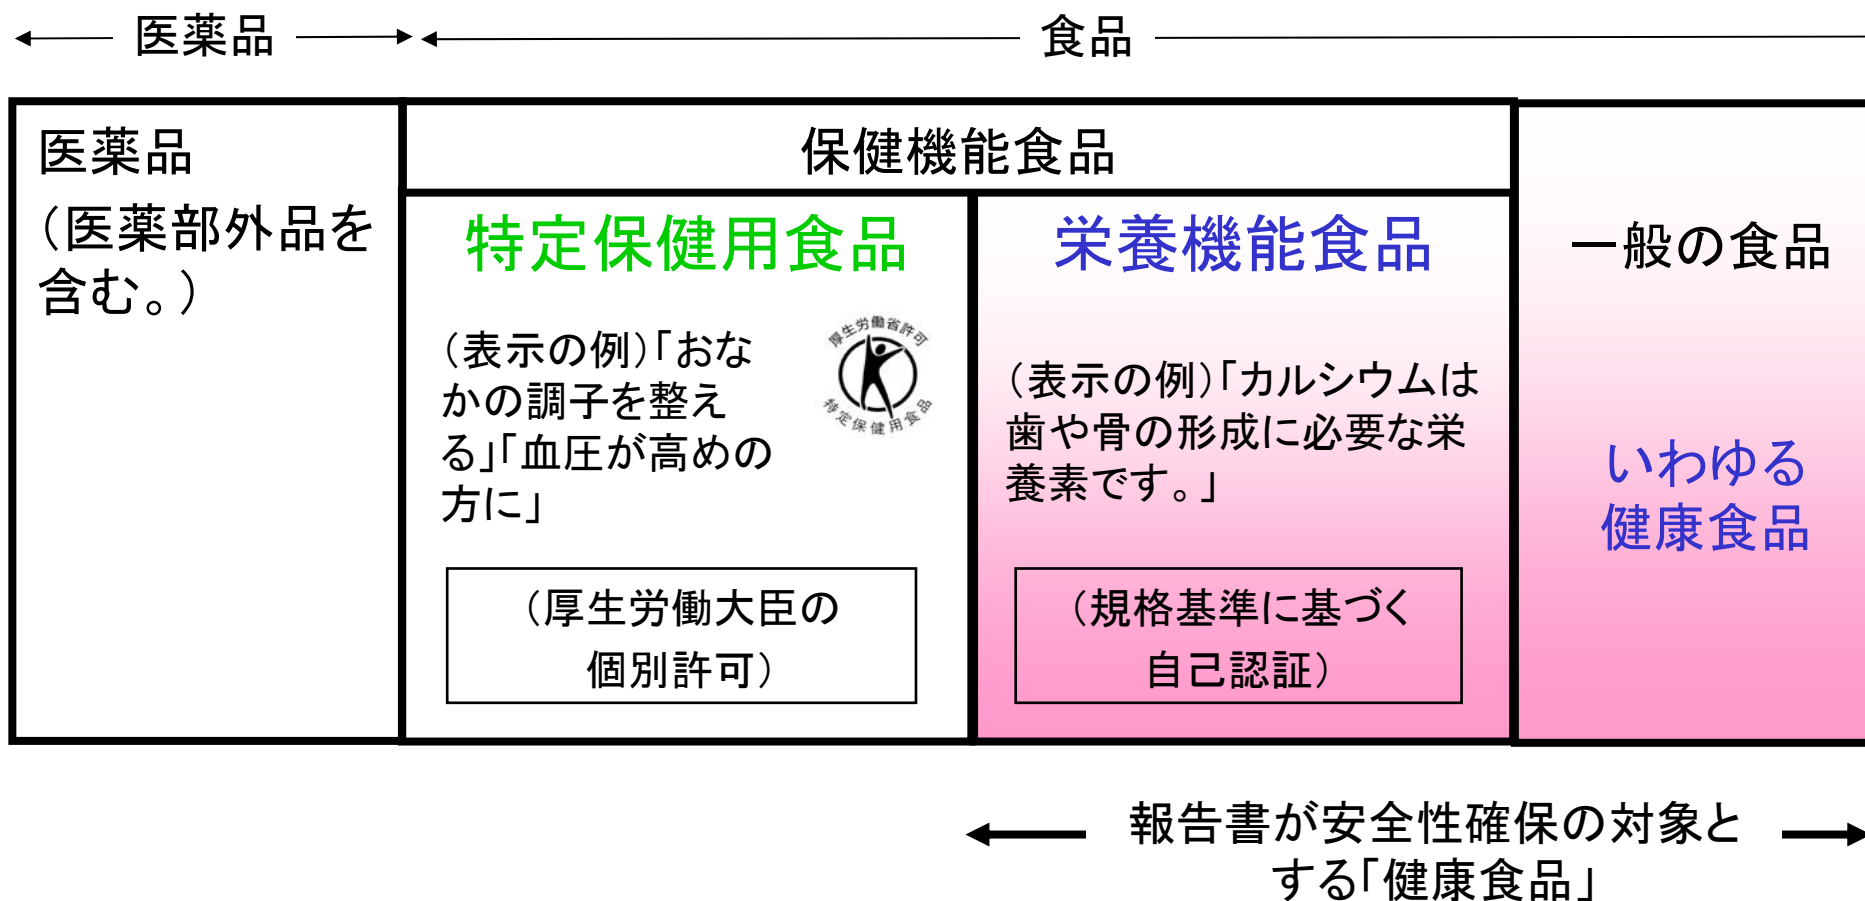 医薬品
食品
医薬品
（医薬部外品を
含む。）
保健機能食品
特定保健用食品
（表示の例）「おな
かの調子を整え
る」「血圧が高めの
方に」
厚生労働省許可
特定保健用食品
（厚生労働大臣の
個別許可）
栄養機能食品
（表示の例）「カルシウムは
歯や骨の形成に必要な栄
養素です。」
（規格基準に基づく
自己認証）
一般の食品
いわゆる
健康食品
報告書が安全性確保の対象と
する「健康食品」